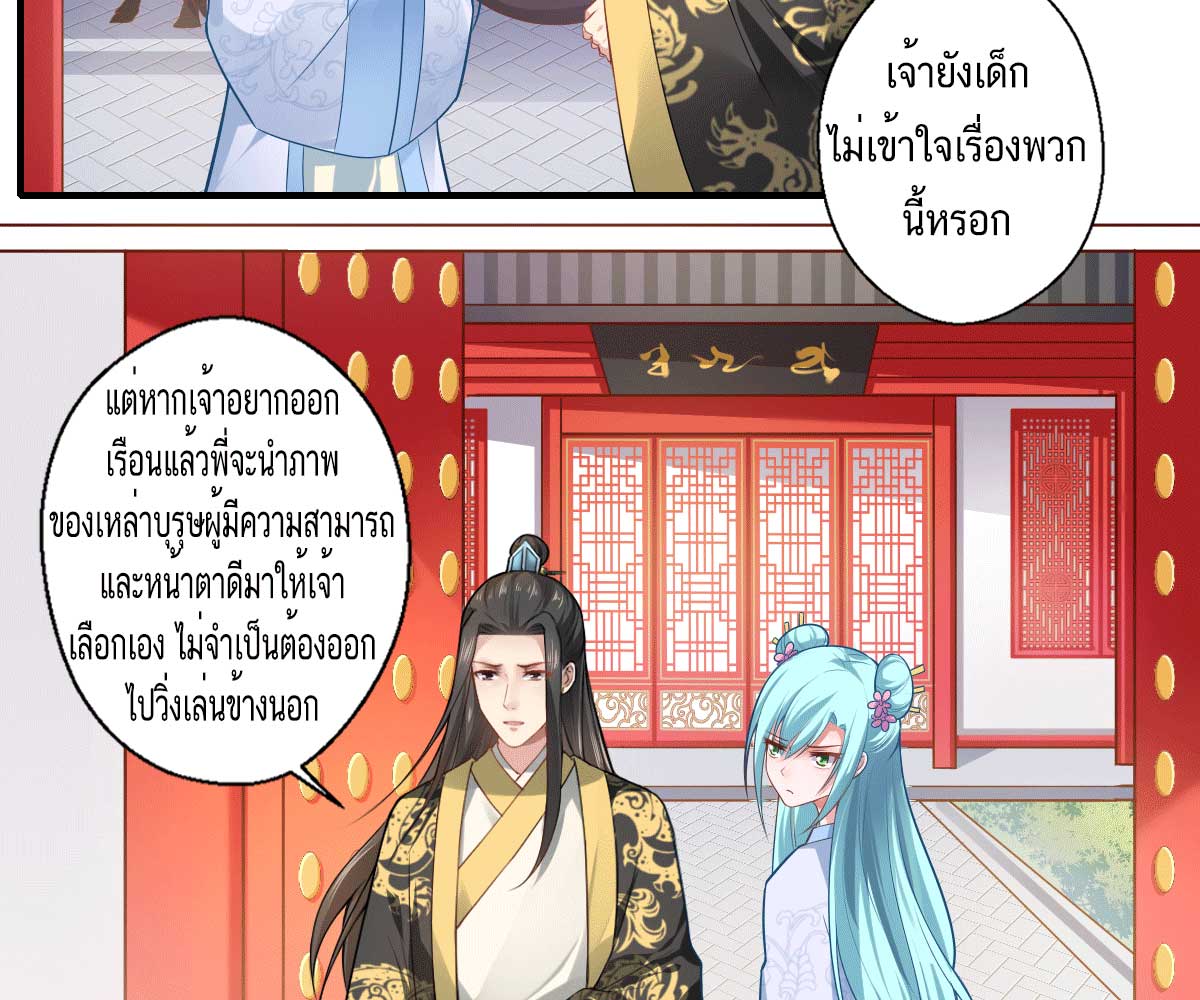 เจ้ายังเด็ก
ไม่เข้าใจเรื่องพวก
นี้หรอก
แต่หากเจ้าอยากออก
เรือนแล้วพี่จะนำภาพ
ของเหล่าบุรุษผู้มีความสามารถ
และหน้าตาดีมาให้เจ้า
เลือกเอง ไม่จำเป็นต้องออก
ไปวิ่งเล่นข้างนอก